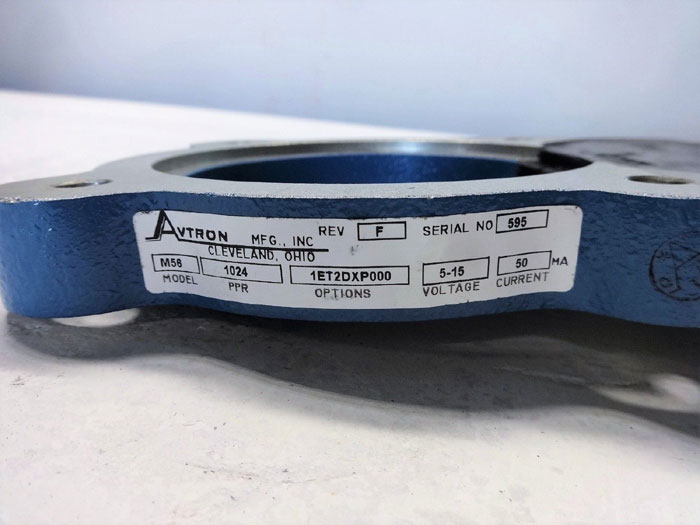 AVTRON MFG., INC REV F SERIAL NO 595
CLEVELAND, OHIO
M56 1024 1ET2DXP000 5-15 50 MA
MODEL PPR OPTIONS VOLTAGE CURRENT